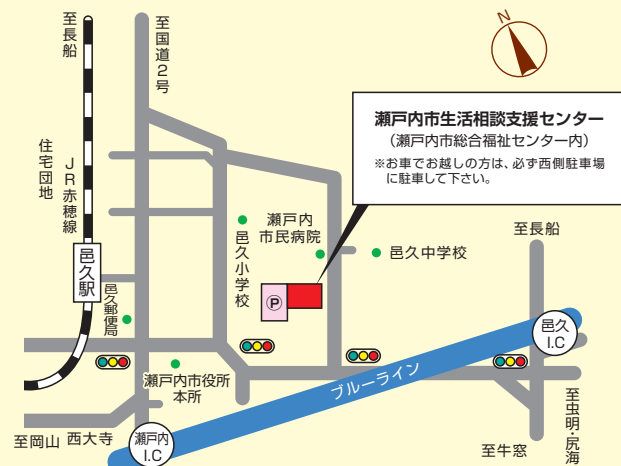 至長船
至国道2号
N
瀬戸内市生活相談支援センター
（瀬戸内市総合福祉センター内）
※お車でお越しの方は、必ず西側駐車場
に駐車して下さい。
住宅団地
JR赤穂線
邑久駅
邑久郵便局
邑久小学校
瀬戸内
市民病院
邑久中学校
至長船
P
邑久
I.C
ブルーライン
瀬戸内市役所
本所
至岡山
西大寺
瀬戸内
I.C
至牛窓
至虫明・尻海